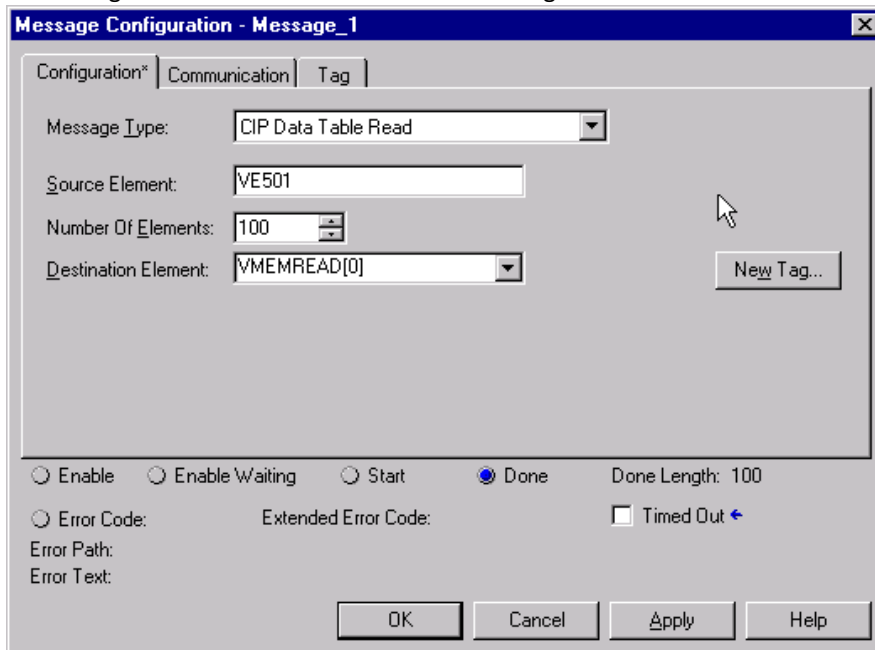 Message Configuration - Message_1
Configuration* Communication Tag
Message Type: CIP Data Table Read
Source Element: VE501
Number Of Elements: 100
Destination Element: VMEMREAD[0] New Tag...
Enable Enable Waiting Start Done Done Length: 100
Error Code: Extended Error Code: Timed Out
Error Path:
Error Text:
OK Cancel Apply Help